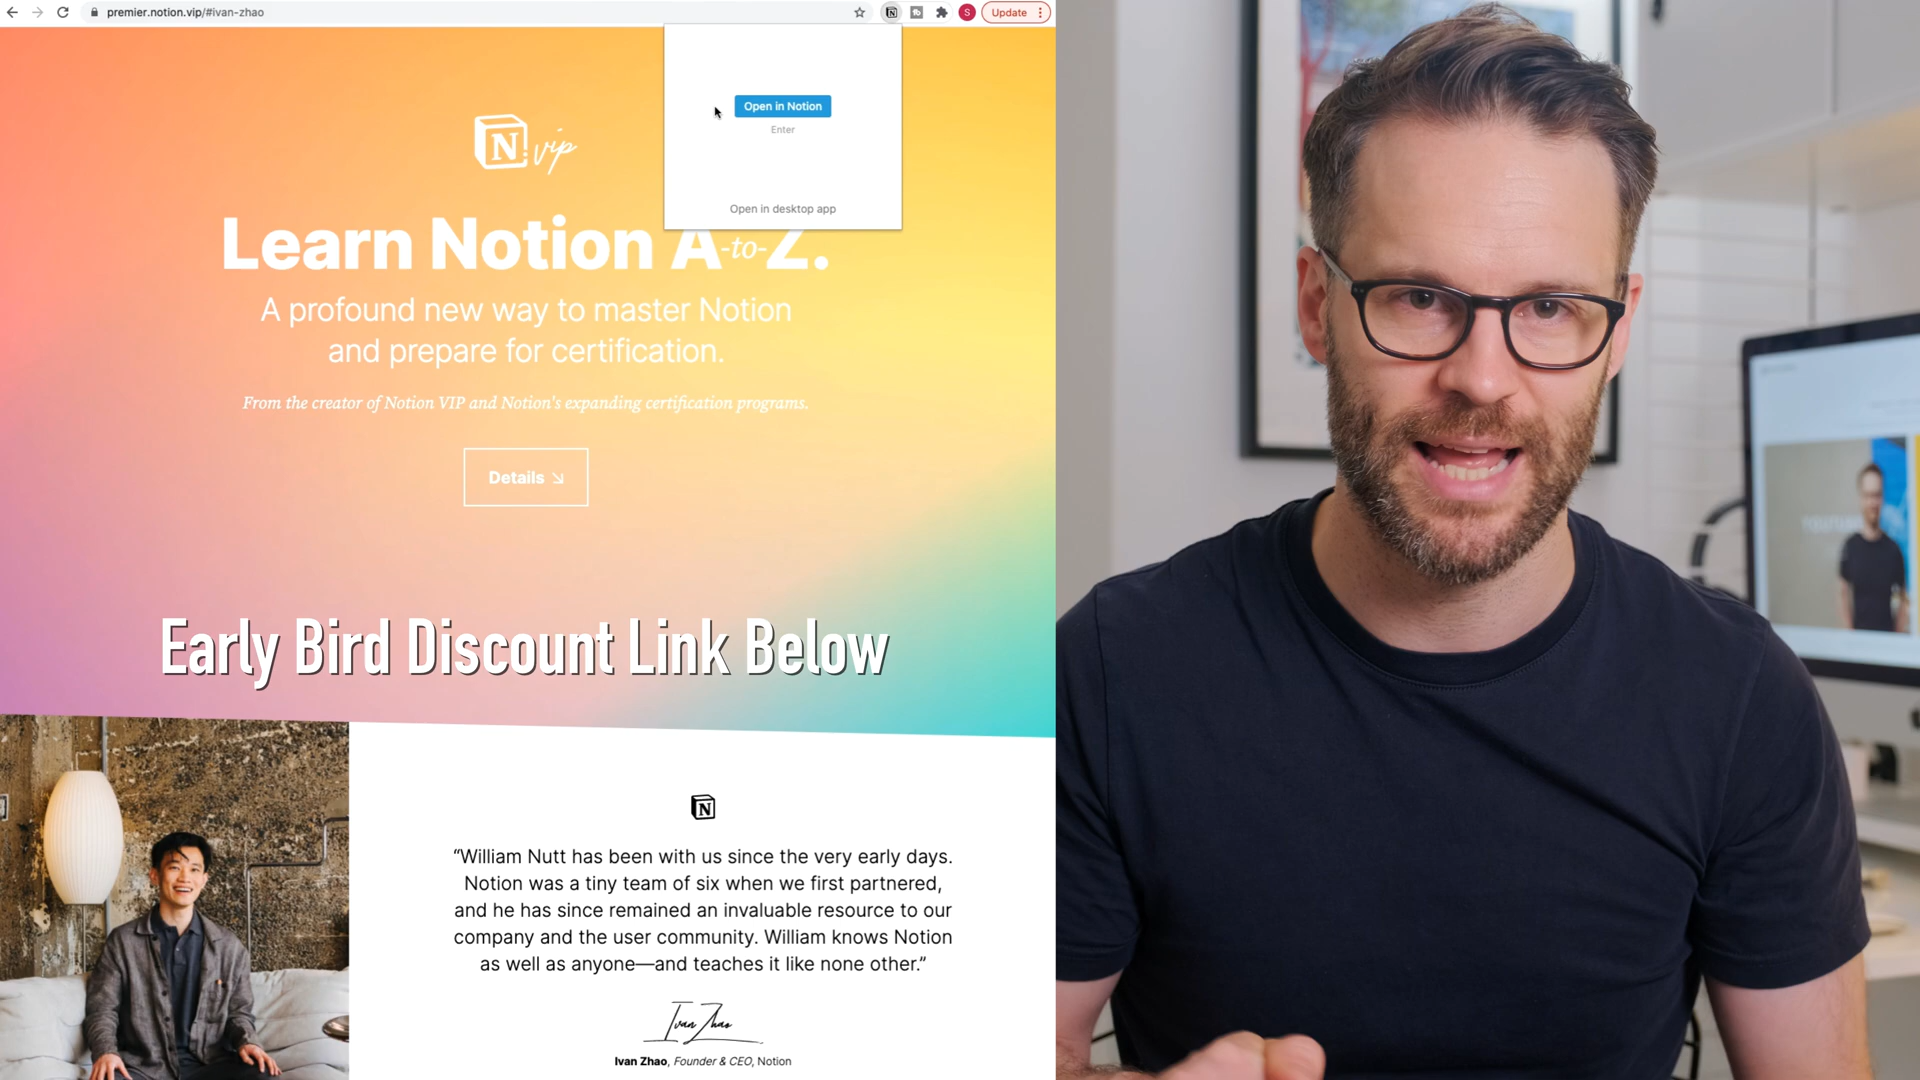 premier.notion.vip/#ivan-zhao
S
Update
Open in Notion
Enter
Open in desktop app
N
vip
Learn Notion A-to-Z.
A profound new way to master Notion
and prepare for certification.
From the creator of Notion VIP and Notion's expanding certification programs.
Details
Early Bird Discount Link Below
N
“William Nutt has been with us since the very early days.
Notion was a tiny team of six when we first partnered,
and he has since remained an invaluable resource to our
company and the user community. William knows Notion
as well as anyone—and teaches it like none other.”
Ivan Zhao
Ivan Zhao, Founder & CEO, Notion